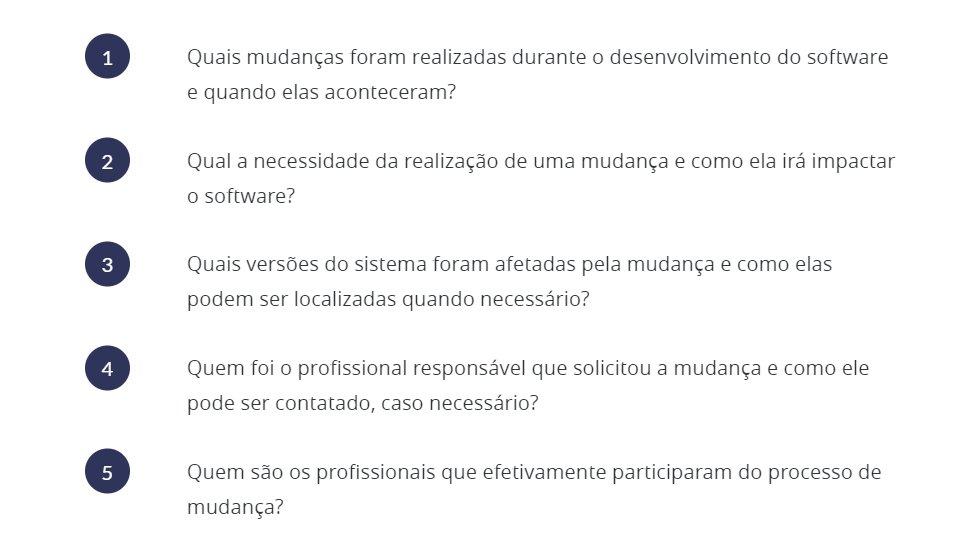 1 Quais mudanças foram realizadas durante o desenvolvimento do software
e quando elas aconteceram?
2 Qual a necessidade da realização de uma mudança e como ela irá impactar
o software?
3 Quais versões do sistema foram afetadas pela mudança e como elas
podem ser localizadas quando necessário?
4 Quem foi o profissional responsável que solicitou a mudança e como ele
pode ser contatado, caso necessário?
5 Quem são os profissionais que efetivamente participaram do processo de
mudança?